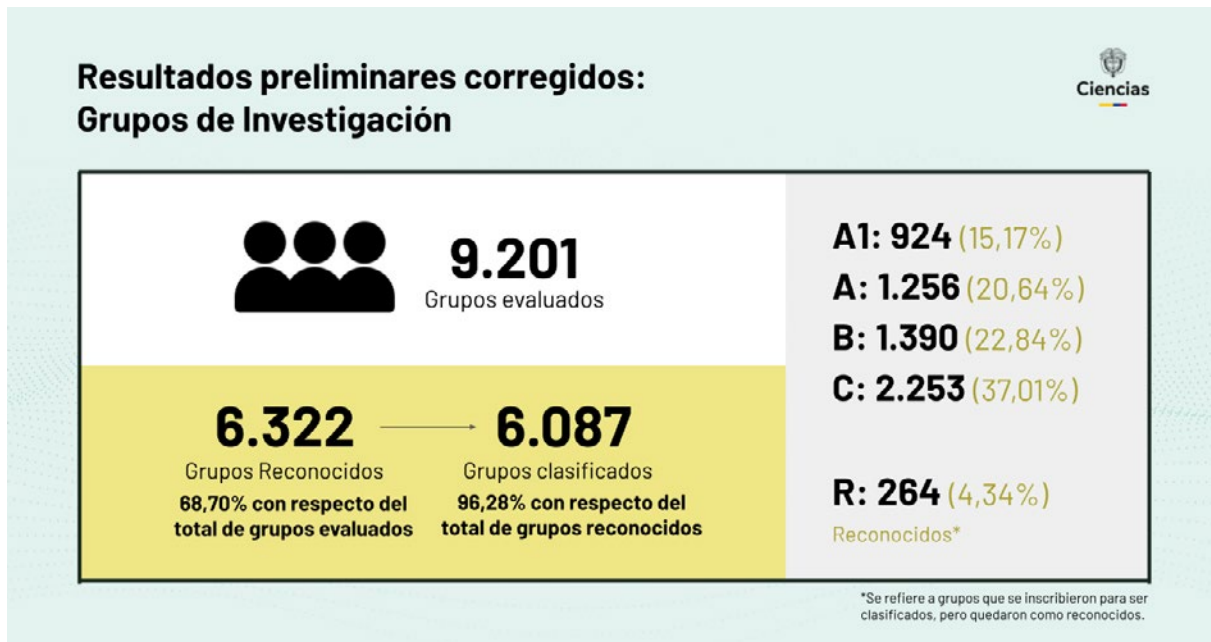 Resultados preliminares corregidos:
Grupos de Investigación
Ciencias
9.201
Grupos evaluados
6.322
Grupos Reconocidos
68,70% con respecto del
total de grupos evaluados
6.087
Grupos clasificados
96,28% con respecto del
total de grupos reconocidos
A1: 924 (15,17%)
A: 1.256 (20,64%)
B: 1.390 (22,84%)
C: 2.253 (37,01%)
R: 264 (4,34%)
Reconocidos*
*Se refiere a grupos que se inscribieron para ser
clasificados, pero quedaron como reconocidos.